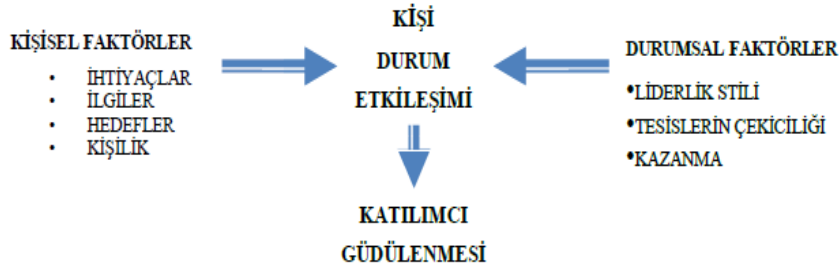 KİŞİSEL FAKTÖRLER
• İHTİYAÇLAR
• İLGİLER
• HEDEFLER
• KİŞİLİK
KİŞİ
DURUM
ETKİLEŞİMİ
DURUMSAL FAKTÖRLER
•LİDERLİK STİLİ
•TESİSLERİN ÇEKİCİLİĞİ
•KAZANMA
KATILIMCI
GÜDÜLENMESİ